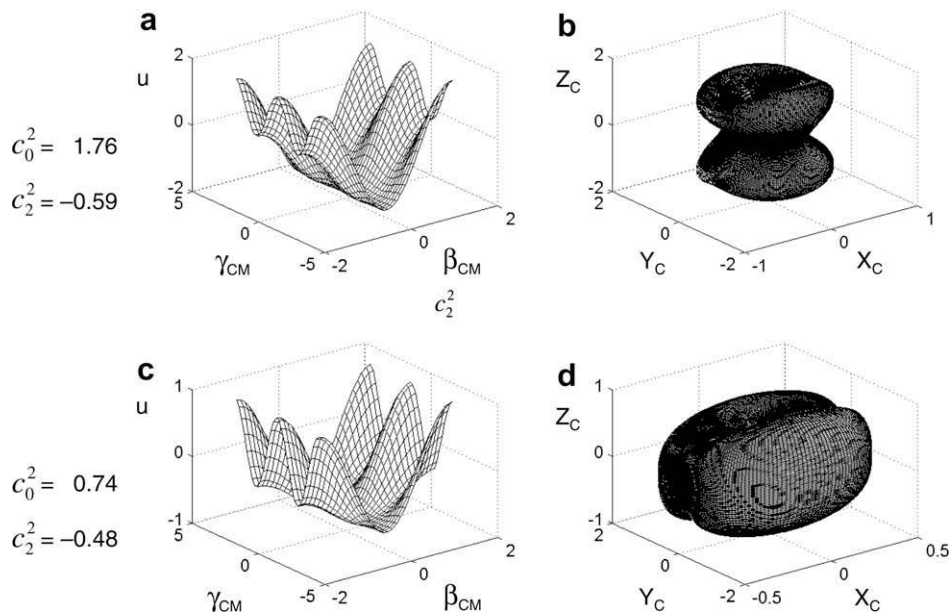 a
b
2
2
u
Z_C
0
0
c_0^2 = 1.76
c_2^2 = −0.59
-2
-2
5
2
2
1
0
0
0
0
γ_CM
-5 -2
β_CM
Y_C
-2 -1
X_C
c_2^2
c
d
1
1
u
Z_C
0
0
c_0^2 = 0.74
c_2^2 = −0.48
-1
-1
5
2
2
0.5
0
0
0
0
γ_CM
-5 -2
β_CM
Y_C
-2 -0.5
X_C